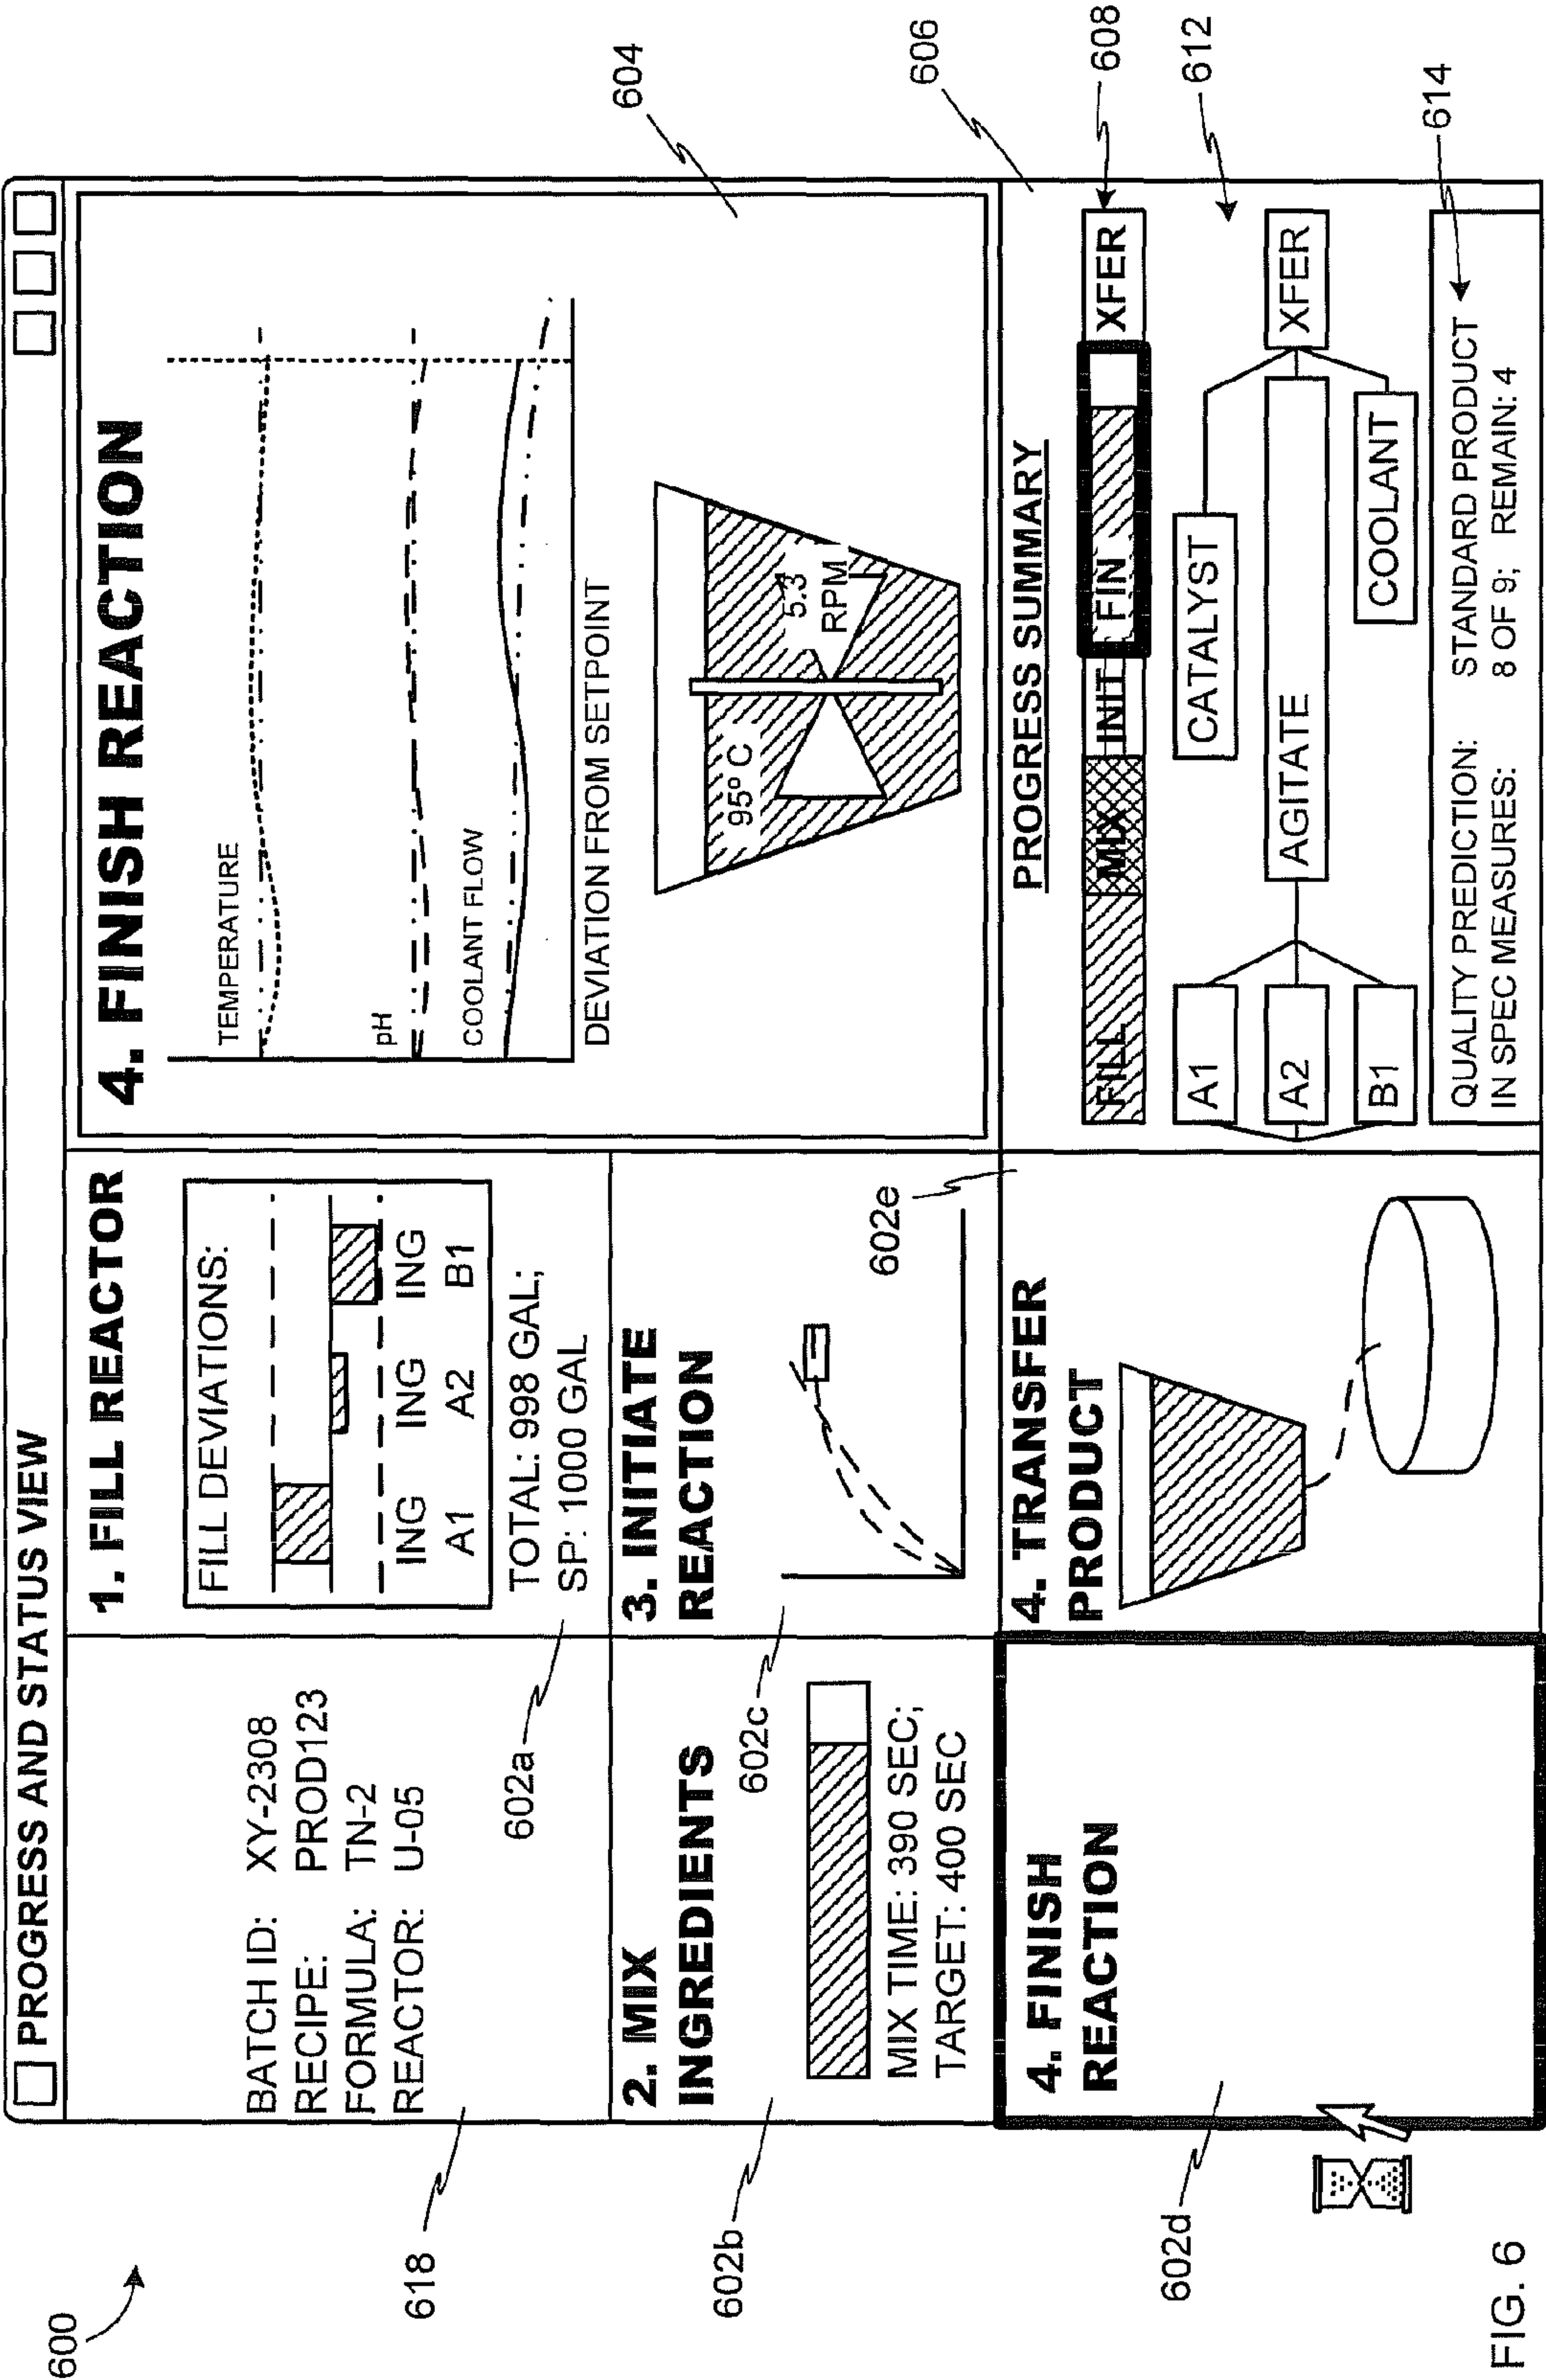 600
PROGRESS AND STATUS VIEW
618
BATCH ID: XY-2308
RECIPE: PROD123
FORMULA: TN-2
REACTOR: U-05
602a
1. FILL REACTOR
FILL DEVIATIONS:
ING ING ING
A1 A2 B1
TOTAL: 998 GAL;
SP: 1000 GAL
602b
2. MIX
INGREDIENTS
MIX TIME: 390 SEC;
TARGET: 400 SEC
602c
3. INITIATE
REACTION
602d
4. FINISH
REACTION
602e
4. TRANSFER
PRODUCT
4. FINISH REACTION
TEMPERATURE
pH
COOLANT FLOW
DEVIATION FROM SETPOINT
95° C
5.3
RPM
604
606
PROGRESS SUMMARY
FILL MIX INIT FIN XFER
608
A1 CATALYST
A2 AGITATE XFER
B1 COOLANT
612
QUALITY PREDICTION: STANDARD PRODUCT
IN SPEC MEASURES: 8 OF 9; REMAIN: 4
614
FIG. 6